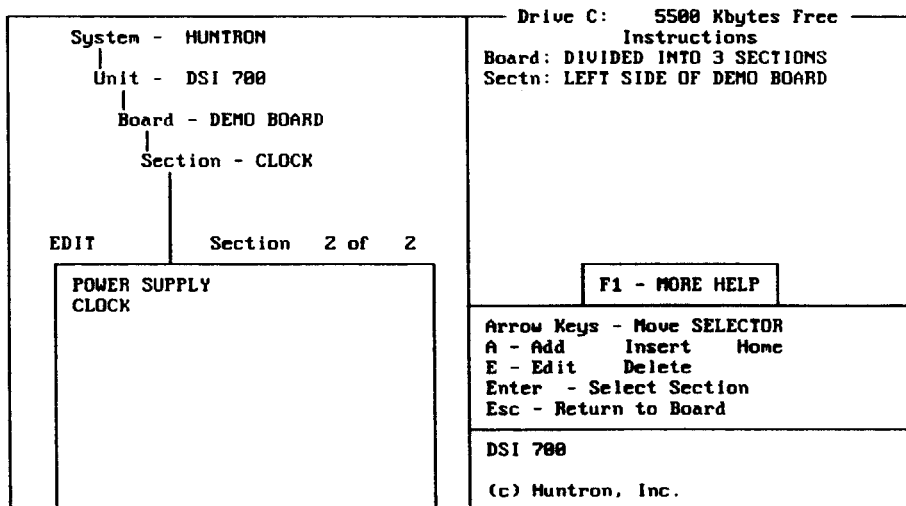 System - HUNTRON
Unit - DSI 700
Board - DEMO BOARD
Section - CLOCK
EDIT Section 2 of 2
POWER SUPPLY
CLOCK
Drive C: 5500 Kbytes Free
Instructions
Board: DIVIDED INTO 3 SECTIONS
Sectn: LEFT SIDE OF DEMO BOARD
F1 - MORE HELP
Arrow Keys - Move SELECTOR
A - Add Insert Home
E - Edit Delete
Enter - Select Section
Esc - Return to Board
DSI 700
(c) Huntron, Inc.